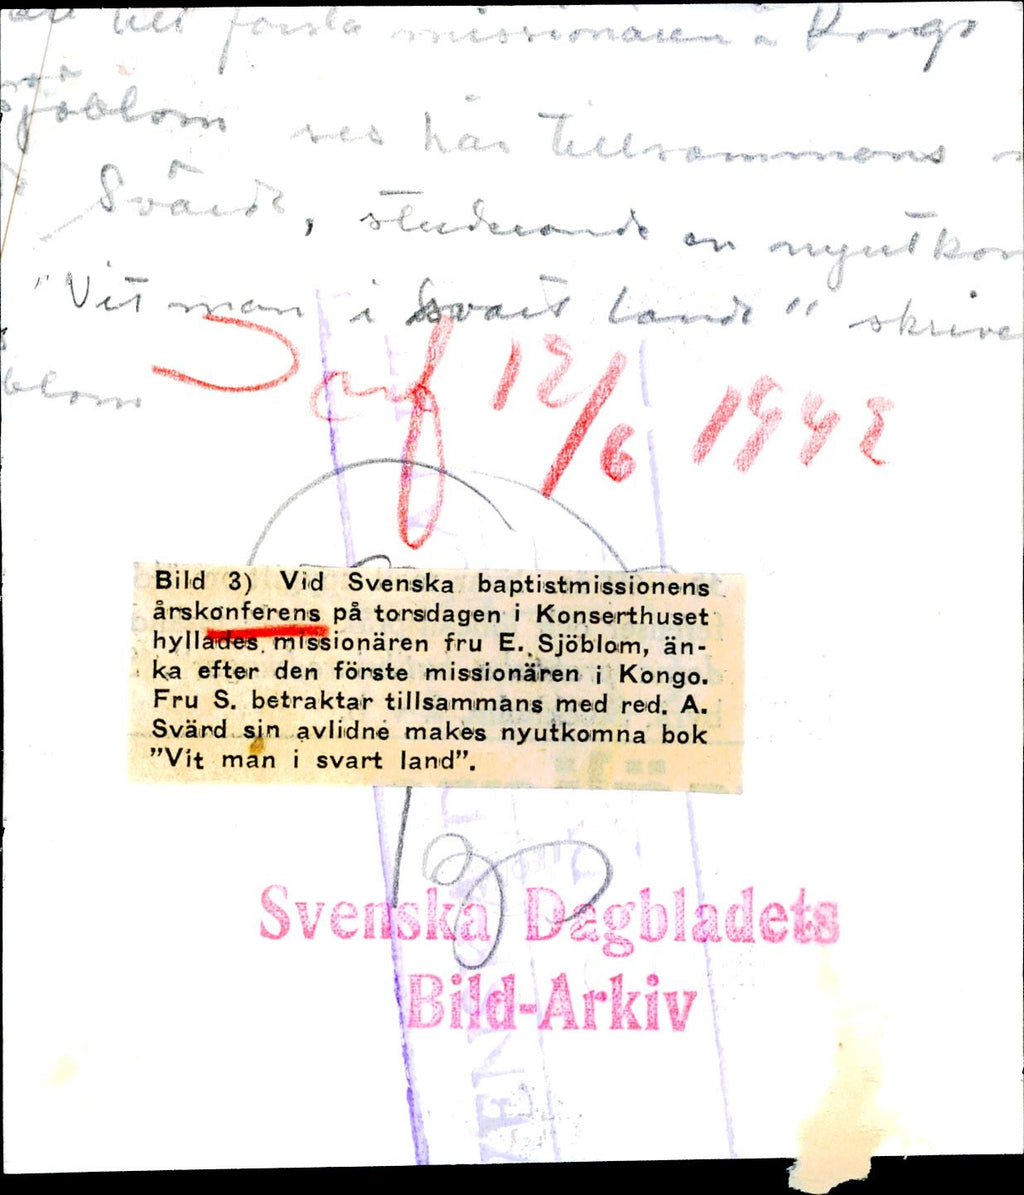 till första missionären i Kongo
Sjöblom ses här tillsammans
Svärd, studerande en nyutkom
"Vit man i svart land" skrive
blom
12/6 1942
Bild 3) Vid Svenska baptistmissionens
årskonferens på torsdagen i Konserthuset
hyllades missionären fru E. Sjöblom, än-
ka efter den förste missionären i Kongo.
Fru S. betraktar tillsammans med red. A.
Svärd sin avlidne makes nyutkomna bok
"Vit man i svart land".
Svenska Dagbladets
Bild-Arkiv